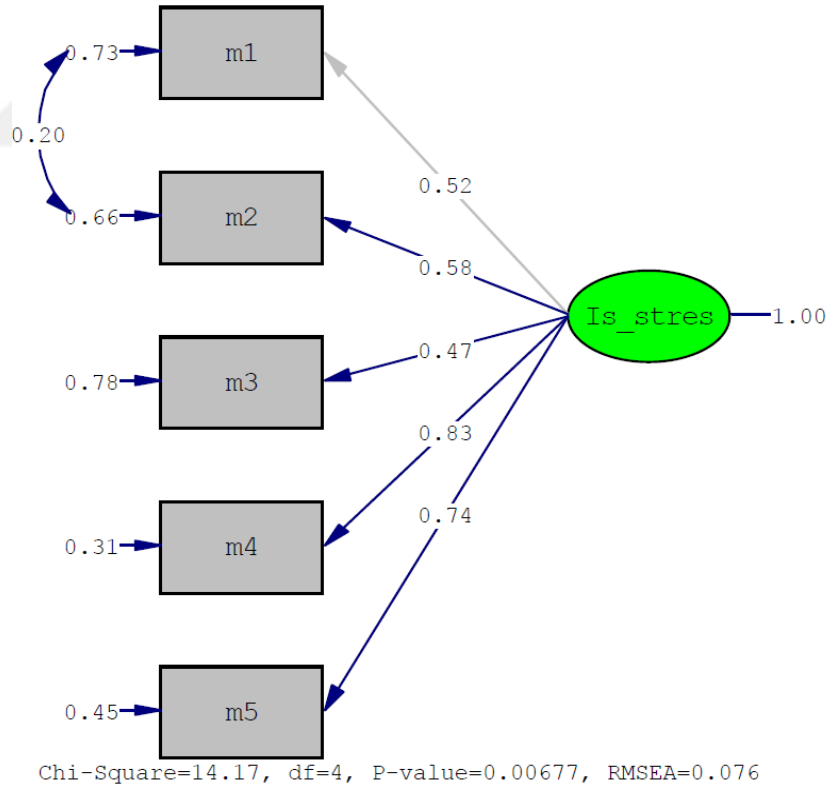 0.73
m1
0.20
0.52
0.66
m2
0.58
Is_stres
1.00
0.47
0.78
m3
0.83
0.74
0.31
m4
0.45
m5
Chi-Square=14.17, df=4, P-value=0.00677, RMSEA=0.076